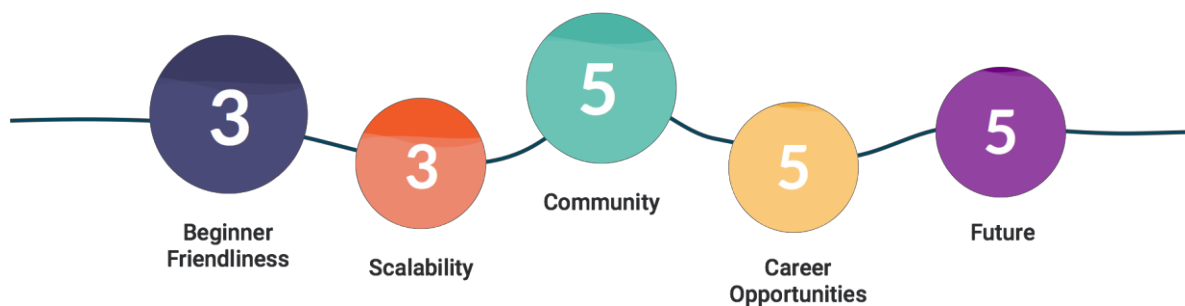 3
Beginner
Friendliness
3
Scalability
5
Community
5
Career
Opportunities
5
Future